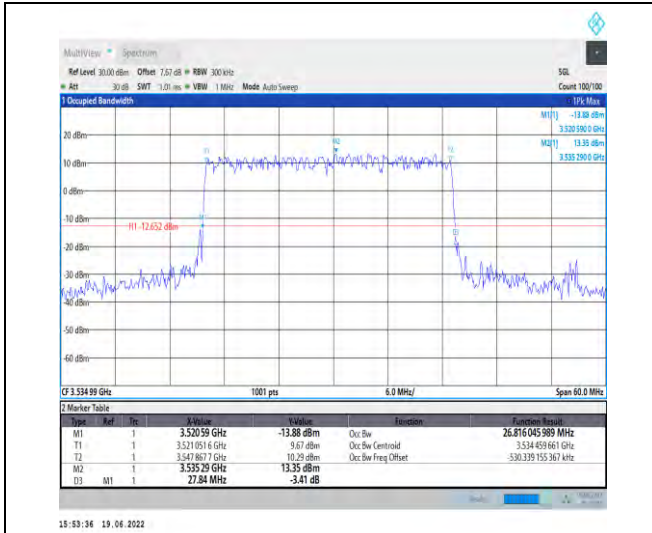 MultiView Spectrum
Ref Level 30.00 dBm Offset 7.67 dB RBW 300 kHz SGL
Att 30 dB SWT 1.01 ms VBW 1 MHz Mode Auto Sweep Count 100/100
1 Occupied Bandwidth 1Pk Max
M1[1] -13.88 dBm
3.520 590 0 GHz
M2[1] 13.35 dBm
3.535 290 0 GHz
20 dBm
M2
T1
T2
10 dBm
0 dBm
-10 dBm
H1 -12.652 dBm
D3
-20 dBm
-30 dBm
-40 dBm
-50 dBm
-60 dBm
CF 3.534 99 GHz 1001 pts 6.0 MHz/ Span 60.0 MHz
2 Marker Table
Type Ref Trc X-Value Y-Value Function Function Result
M1 1 3.520 59 GHz -13.88 dBm Occ Bw 26.816 045 989 MHz
T1 1 3.521 051 6 GHz 9.67 dBm Occ Bw Centroid 3.534 459 661 GHz
T2 1 3.547 867 7 GHz 10.29 dBm Occ Bw Freq Offset -530.339 155 367 kHz
M2 1 3.535 29 GHz 13.35 dBm
D3 M1 1 27.84 MHz -3.41 dB
15:53:36 19.06.2022